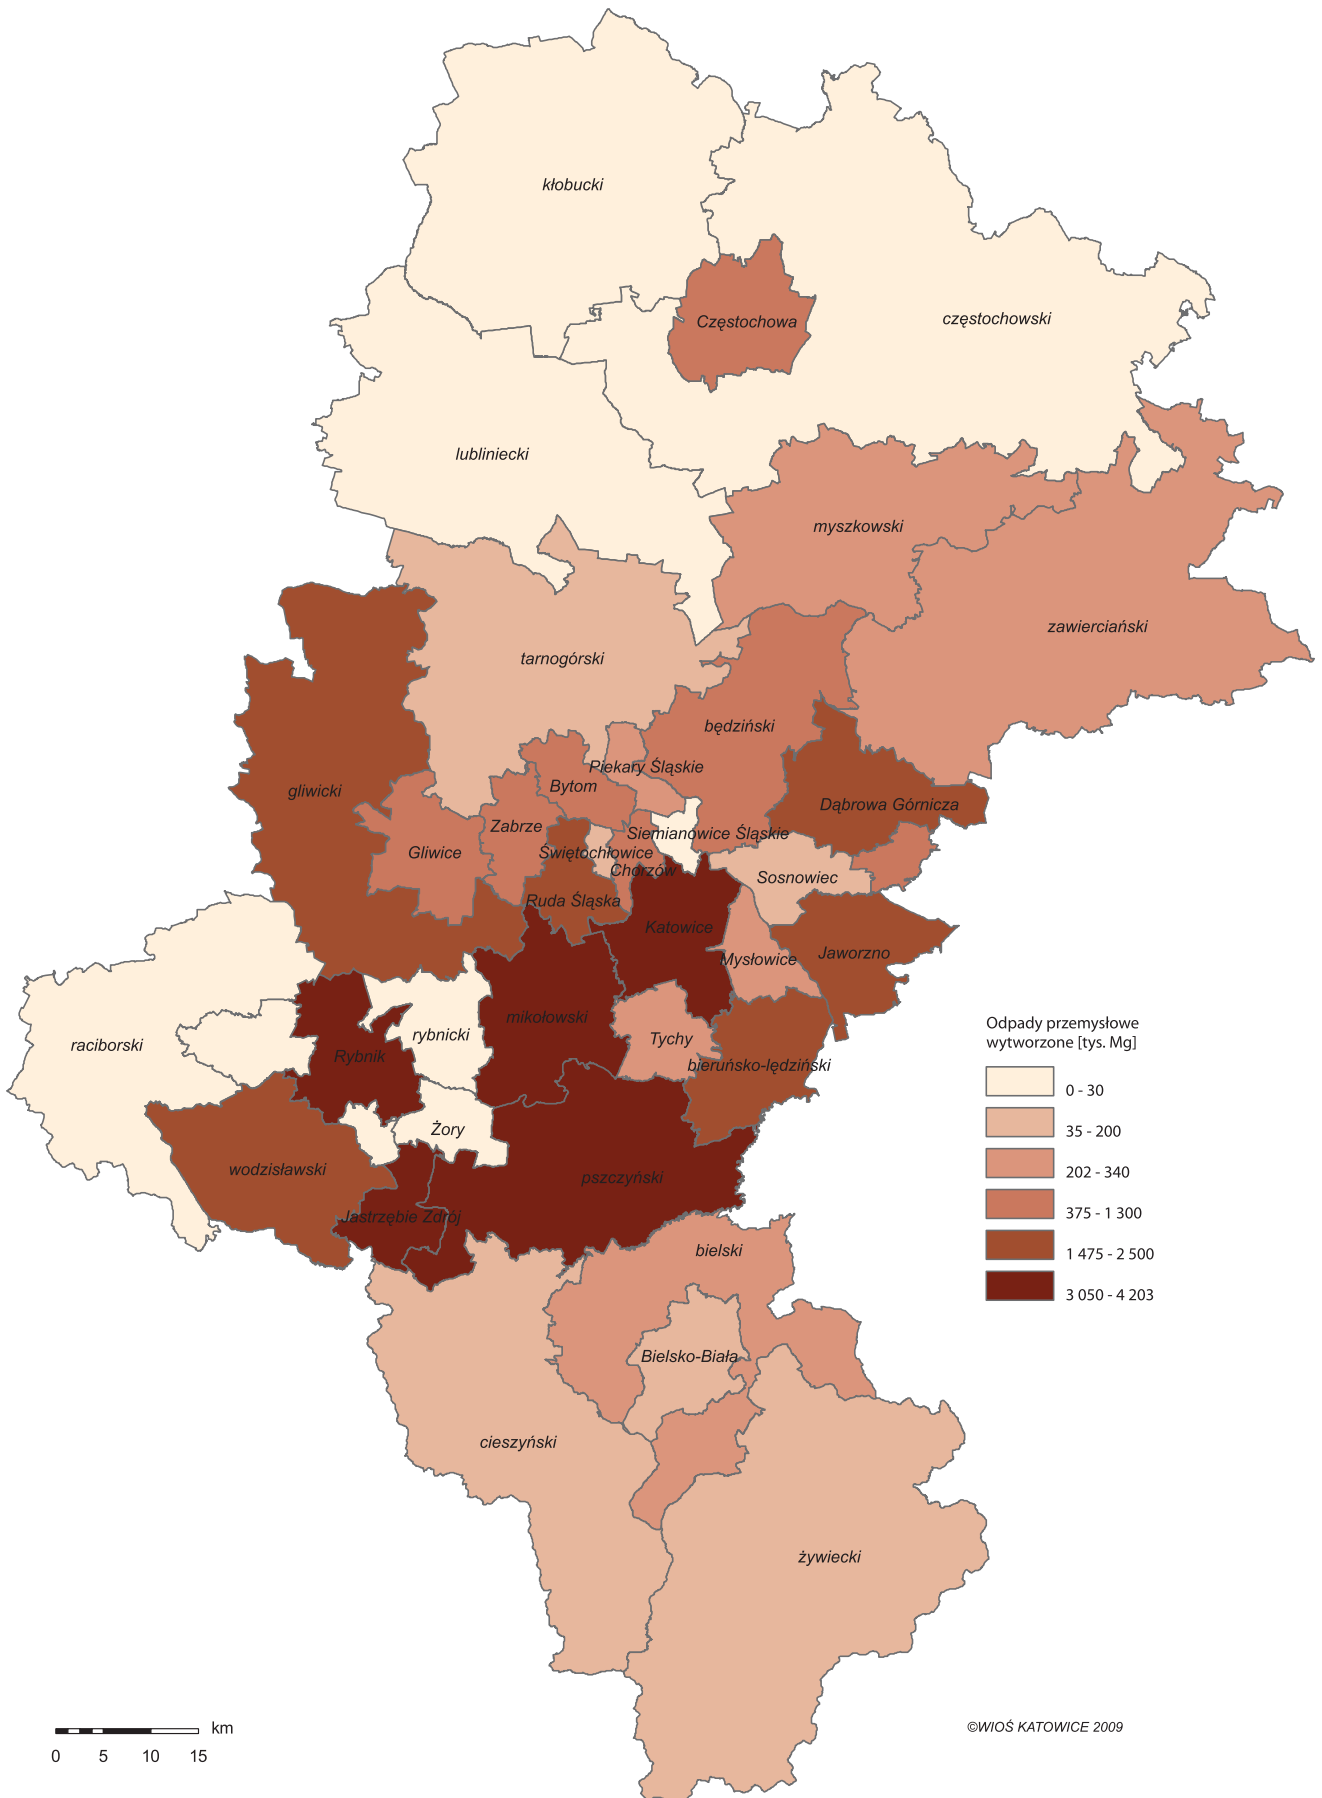 kłobucki
Częstochowa
częstochowski
lubliniecki
myszkowski
zawierciański
tarnogórski
będziński
Piekary Śląskie
gliwicki
Bytom
Dąbrowa Górnicza
Zabrze
Siemianowice Śląskie
Gliwice
Świętochłowice
Chorzów
Sosnowiec
Ruda Śląska
Katowice
Jaworzno
Mysłowice
mikołowski
rybnicki
Tychy
raciborski
Rybnik
bieruńsko-lędziński
Żory
wodzisławski
pszczyński
Jastrzębie Zdrój
bielski
Bielsko-Biała
cieszyński
żywiecki
Odpady przemysłowe
wytworzone [tys. Mg]
0 - 30
35 - 200
202 - 340
375 - 1 300
1 475 - 2 500
3 050 - 4 203
km
0 5 10 15
©WIOŚ KATOWICE 2009